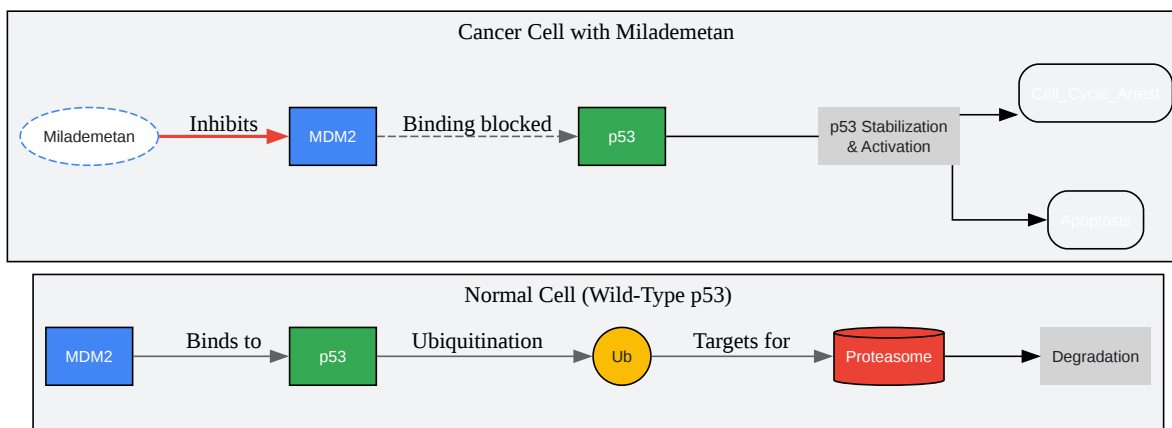 Cancer Cell with Milademetan
Cell_Cycle_Arrest
Milademetan
Inhibits
MDM2
Binding blocked
p53
p53 Stabilization
& Activation
Apoptosis
Normal Cell (Wild-Type p53)
MDM2
Binds to
p53
Ubiquitination
Ub
Targets for
Proteasome
Degradation